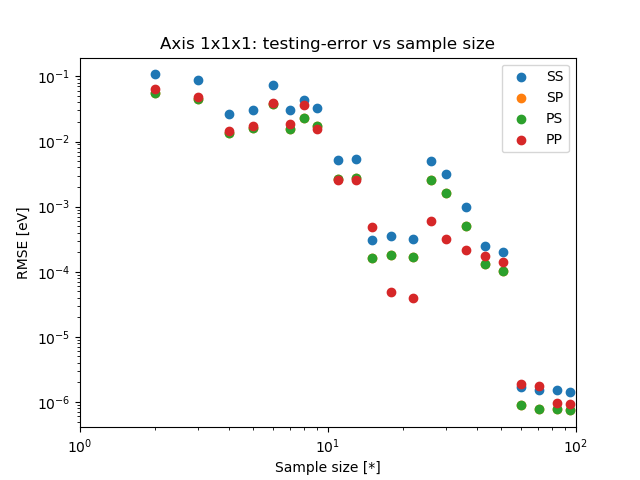 Axis 1x1x1: testing-error vs sample size
SS
SP
PS
PP
RMSE [eV]
10⁻¹
10⁻²
10⁻³
10⁻⁴
10⁻⁵
10⁻⁶
10⁰
10¹
10²
Sample size [*]